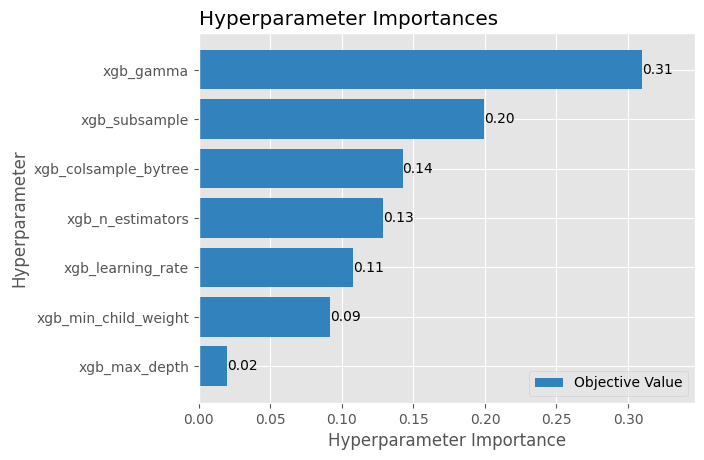 Hyperparameter Importances
xgb_gamma
0.31
xgb_subsample
0.20
xgb_colsample_bytree
0.14
xgb_n_estimators
0.13
xgb_learning_rate
0.11
xgb_min_child_weight
0.09
xgb_max_depth
0.02
Hyperparameter
Objective Value
0.00 0.05 0.10 0.15 0.20 0.25 0.30
Hyperparameter Importance